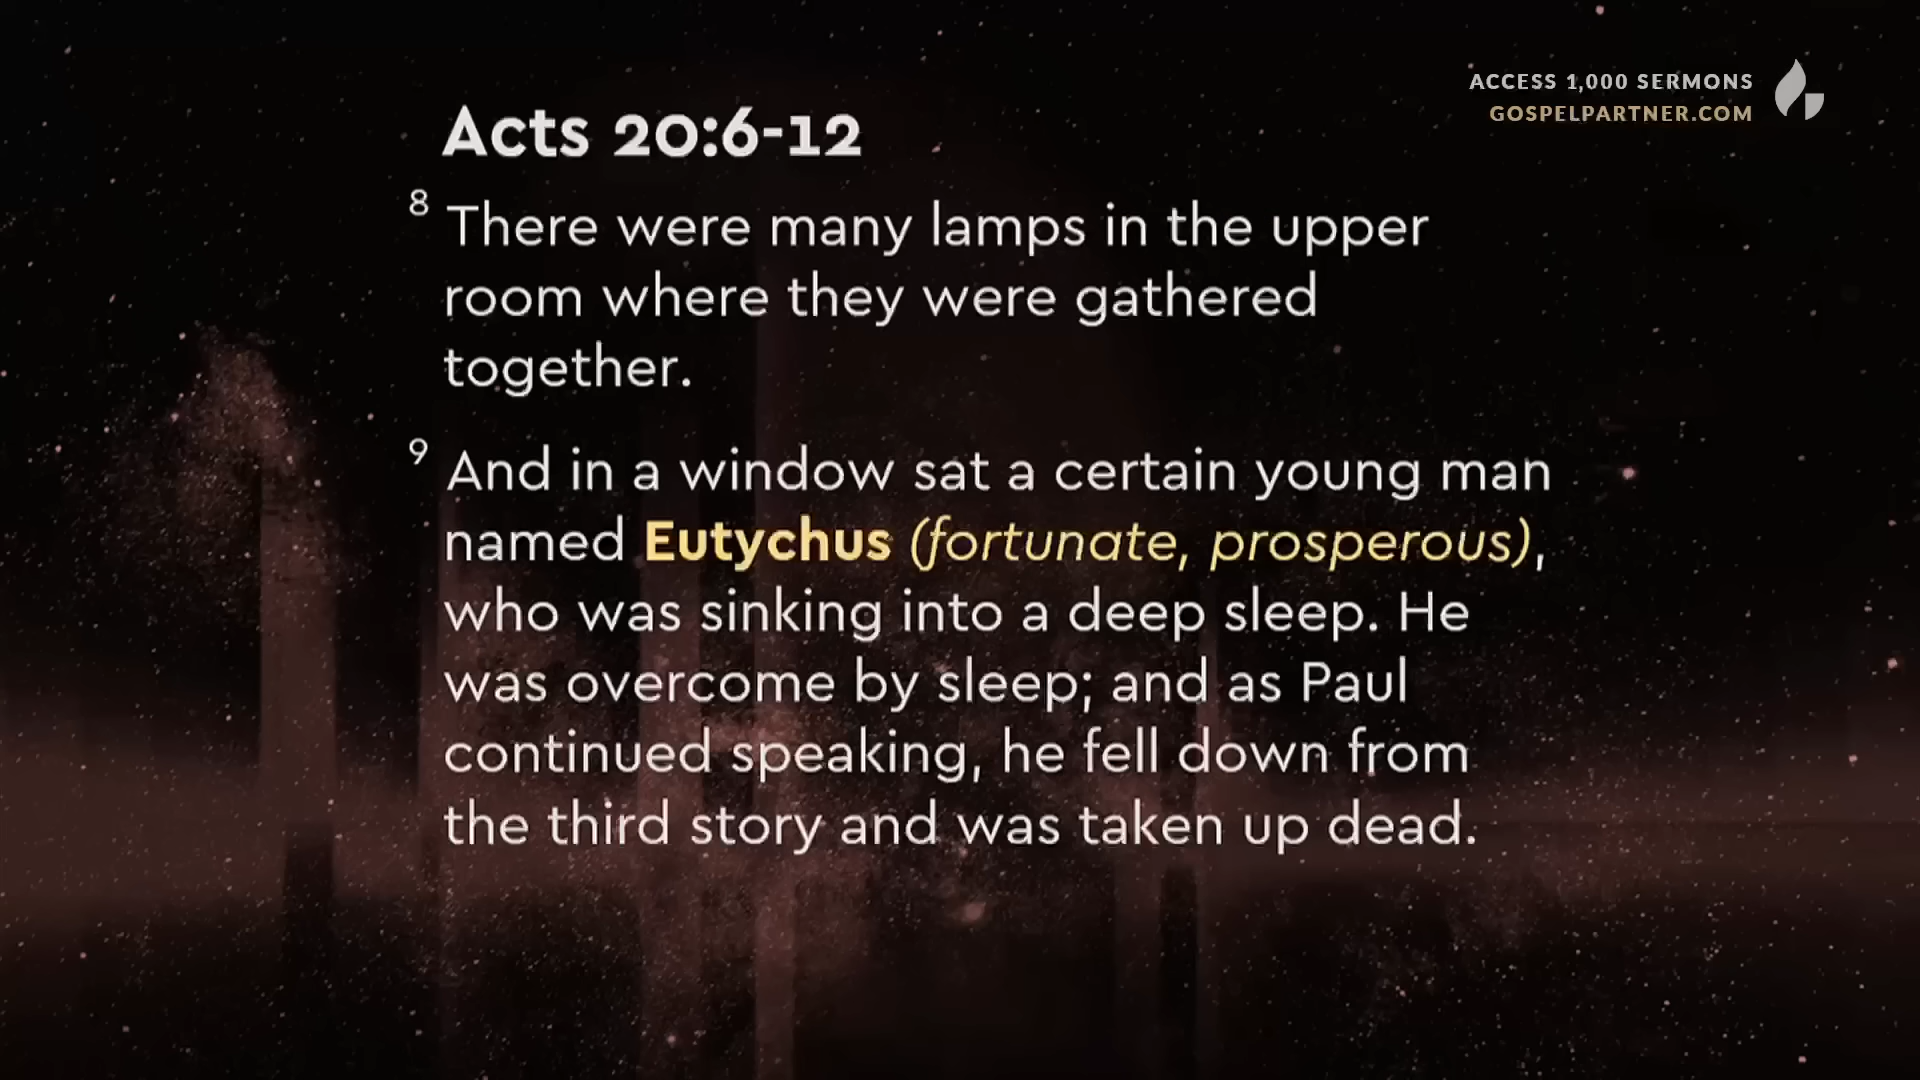 ACCESS 1,000 SERMONS
GOSPELPARTNER.COM
Acts 20:6-12
8 There were many lamps in the upper
room where they were gathered
together.
9 And in a window sat a certain young man
named Eutychus (fortunate, prosperous),
who was sinking into a deep sleep. He
was overcome by sleep; and as Paul
continued speaking, he fell down from
the third story and was taken up dead.